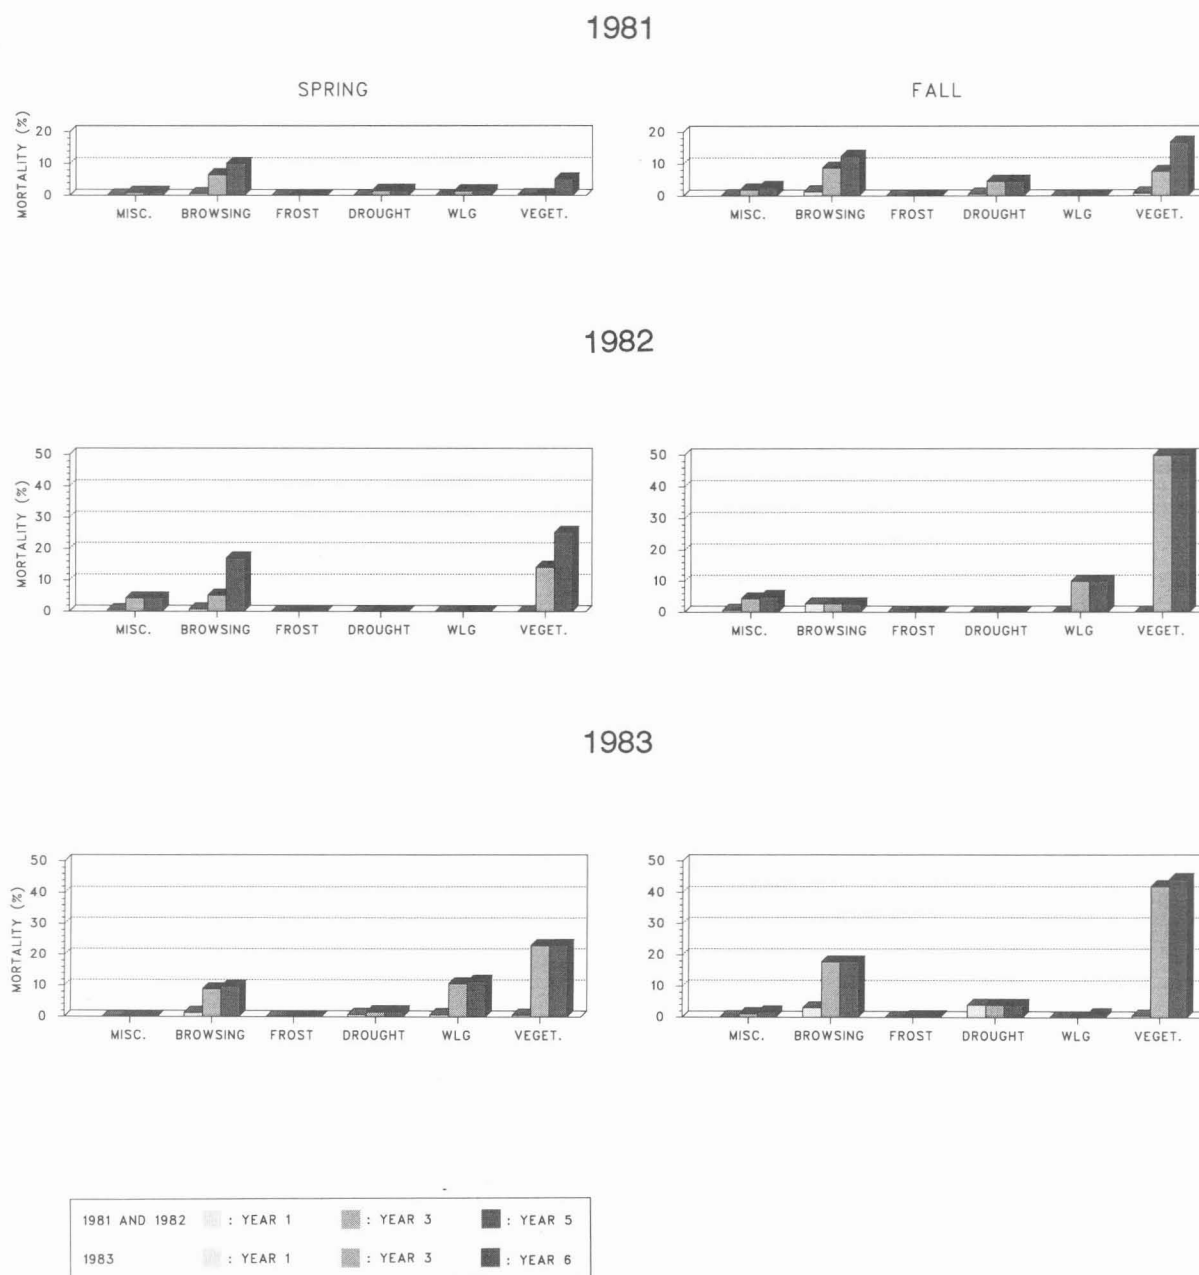 1981
SPRING FALL
MORTALITY (%)
20 20
10 10
0 0
MISC. BROWSING FROST DROUGHT WLG VEGET. MISC. BROWSING FROST DROUGHT WLG VEGET.
1982
MORTALITY (%)
50 50
40 40
30 30
20 20
10 10
0 0
MISC. BROWSING FROST DROUGHT WLG VEGET. MISC. BROWSING FROST DROUGHT WLG VEGET.
1983
MORTALITY (%)
50 50
40 40
30 30
20 20
10 10
0 0
MISC. BROWSING FROST DROUGHT WLG VEGET. MISC. BROWSING FROST DROUGHT WLG VEGET.
1981 AND 1982 : YEAR 1 : YEAR 3 : YEAR 5
1983 : YEAR 1 : YEAR 3 : YEAR 6